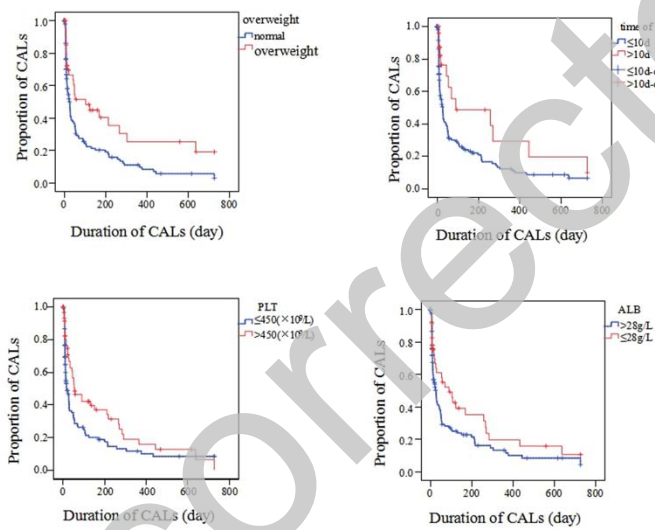 overweight
normal
overweight
1.0
0.8
0.6
0.4
0.2
0.0
0 200 400 600 800
Proportion of CALs
Duration of CALs (day)
time of
≤10d
>10d
≤10d-c
>10d-c
1.0
0.8
0.6
0.4
0.2
0.0
0 200 400 600 800
Proportion of CALs
Duration of CALs (day)
PLT
≤450(×10⁹/L)
>450(×10⁹/L)
1.0
0.8
0.6
0.4
0.2
0.0
0 200 400 600 800
Proportion of CALs
Duration of CALs (day)
ALB
>28g/L
≤28g/L
1.0
0.8
0.6
0.4
0.2
0.0
0 200 400 600 800
Proportion of CALs
Duration of CALs (day)
correct